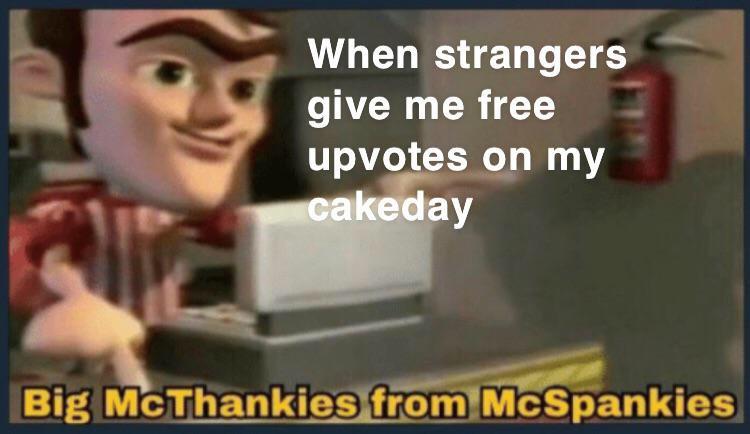 When strangers
give me free
upvotes on my
cakeday
Big McThankies from McSpankies